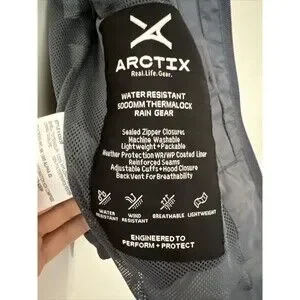 ARCTIX
Real.Life.Gear.
WATER RESISTANT
5000MM THERMALOCK
RAIN GEAR
Sealed Zipper Closures
Machine Washable
Lightweight + Packable
Weather Protection WR/WP Coated Liner
Reinforced Seams
Adjustable Cuffs + Hood Closure
Back Vent For Breathability
WATER
RESISTANT
WIND
RESISTANT
BREATHABLE
LIGHTWEIGHT
ENGINEERED TO
PERFORM + PROTECT